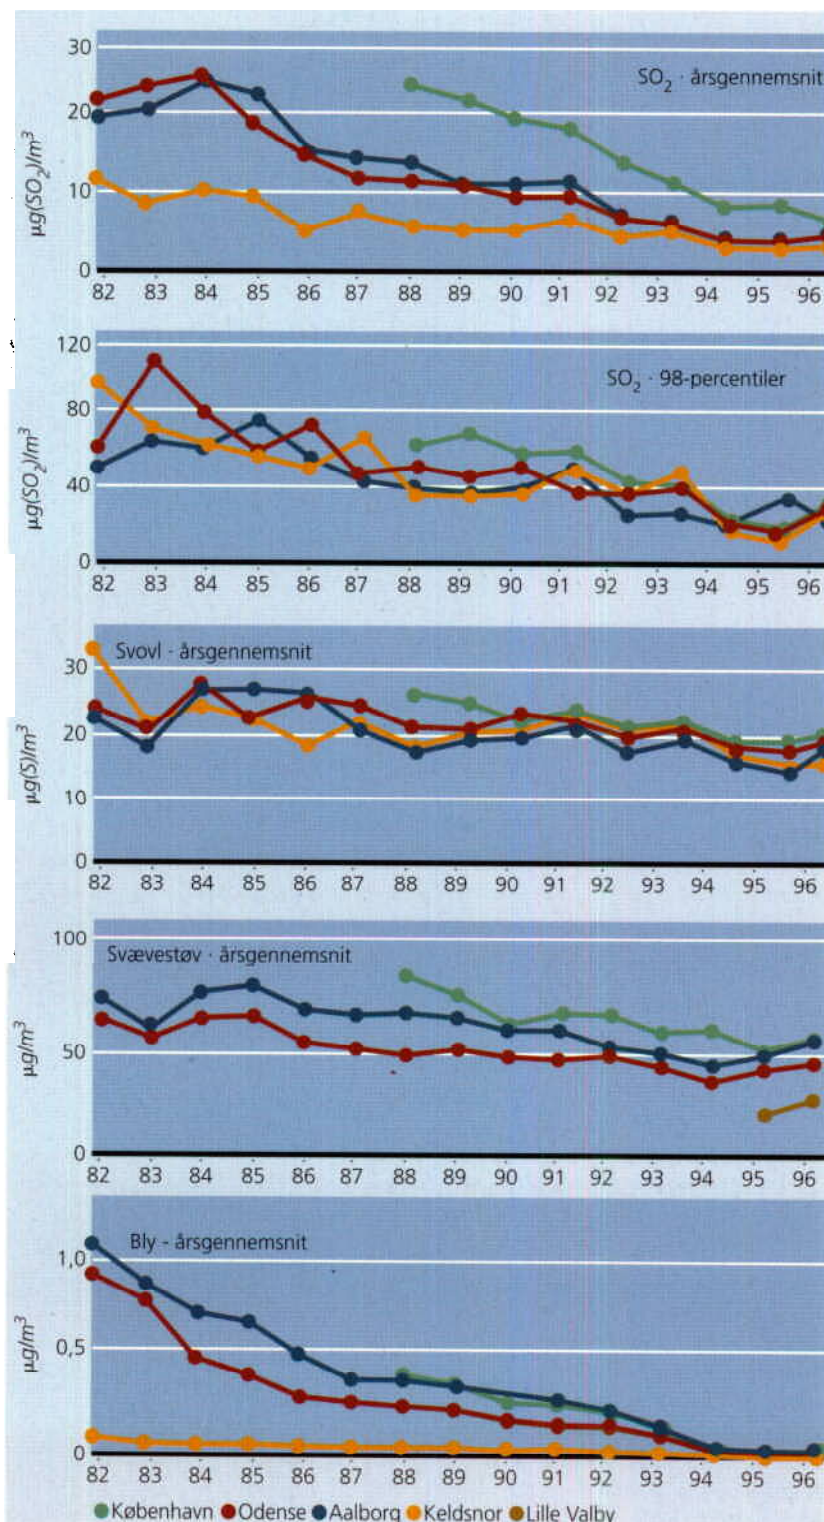 30
SO2 · årsgennemsnit
20
10
0
µg(SO2)/m³
82 83 84 85 86 87 88 89 90 91 92 93 94 95 96
120
SO2 · 98-percentiler
80
40
0
µg(SO2)/m³
82 83 84 85 86 87 88 89 90 91 92 93 94 95 96
Svovl - årsgennemsnit
30
20
10
0
µg(S)/m³
82 83 84 85 86 87 88 89 90 91 92 93 94 95 96
100
Svævestøv · årsgennemsnit
50
0
µg/m³
82 83 84 85 86 87 88 89 90 91 92 93 94 95 96
Bly - årsgennemsnit
1,0
0,5
0
µg/m³
82 83 84 85 86 87 88 89 90 91 92 93 94 95 96
København Odense Aalborg Keldsnor Lille Valby